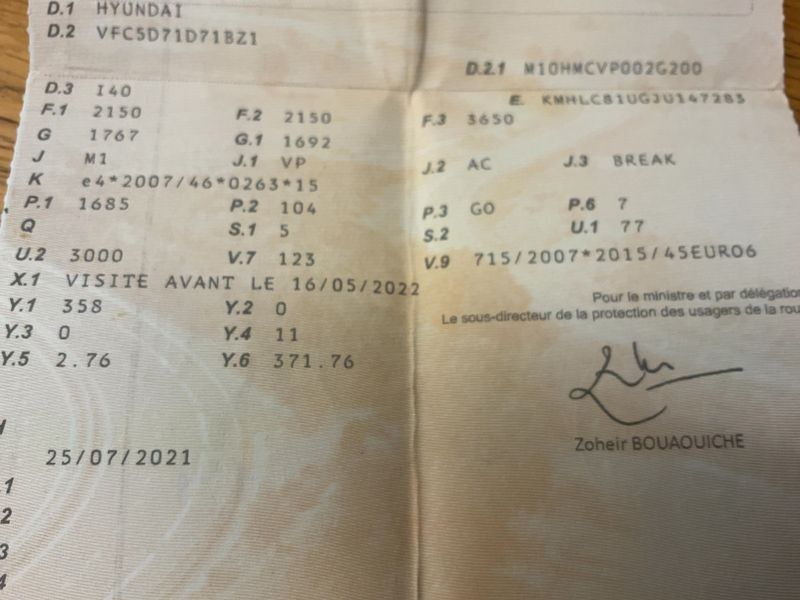 D.1 HYUNDAI
D.2 VFC5D71D71BZ1
D.2.1 M10HMCVP002G200
D.3 I40
E. KMHLC81UGJU147285
F.1 2150 F.2 2150 F.3 3650
G 1767 G.1 1692
J M1 J.1 VP J.2 AC J.3 BREAK
K e4*2007/46*0263*15
P.1 1685 P.2 104 P.3 GO P.6 7
Q S.1 5 S.2 U.1 77
U.2 3000 V.7 123 V.9 715/2007*2015/45EURO6
X.1 VISITE AVANT LE 16/05/2022
Y.1 358 Y.2 0
Y.3 0 Y.4 11
Y.5 2.76 Y.6 371.76
Pour le ministre et par délégation
Le sous-directeur de la protection des usagers de la rou
Zoheir BOUAOUICHE
25/07/2021
.1
2
3
4